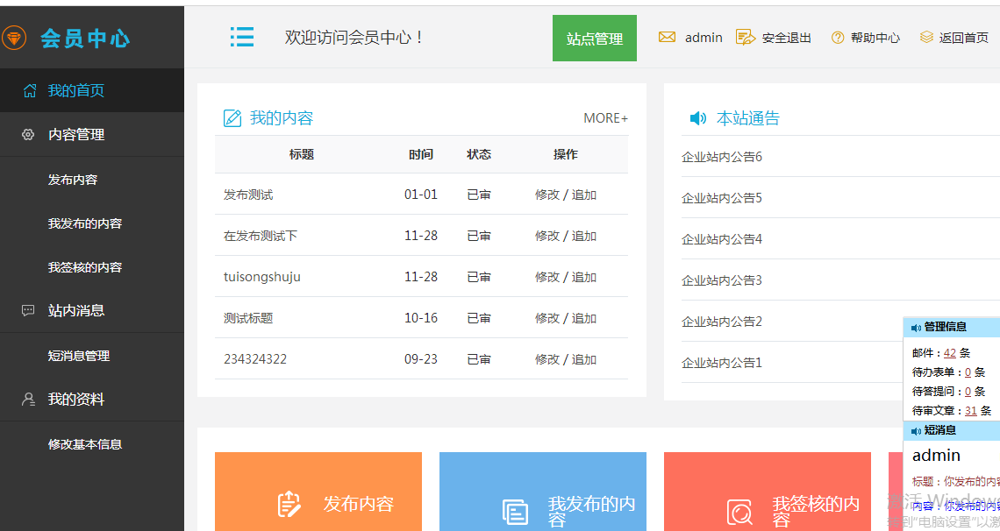 会员中心
欢迎访问会员中心！
站点管理
admin
安全退出
帮助中心
返回首页
我的首页
内容管理
发布内容
我发布的内容
我签核的内容
站内消息
短消息管理
我的资料
修改基本信息
我的内容
MORE+
标题 时间 状态 操作
发布测试 01-01 已审 修改 / 追加
在发布测试下 11-28 已审 修改 / 追加
tuisongshuju 11-28 已审 修改 / 追加
测试标题 10-16 已审 修改 / 追加
234324322 09-23 已审 修改 / 追加
本站通告
企业站内公告6
企业站内公告5
企业站内公告4
企业站内公告3
企业站内公告2
企业站内公告1
发布内容
我发布的内
容
我签核的内
容
管理信息
邮件：42 条
待办表单：0 条
待答提问：0 条
待审文章：31 条
短消息
admin
标题：你发布的内容
内容：你发布的内
激活 Windows
转到"电脑设置"以激